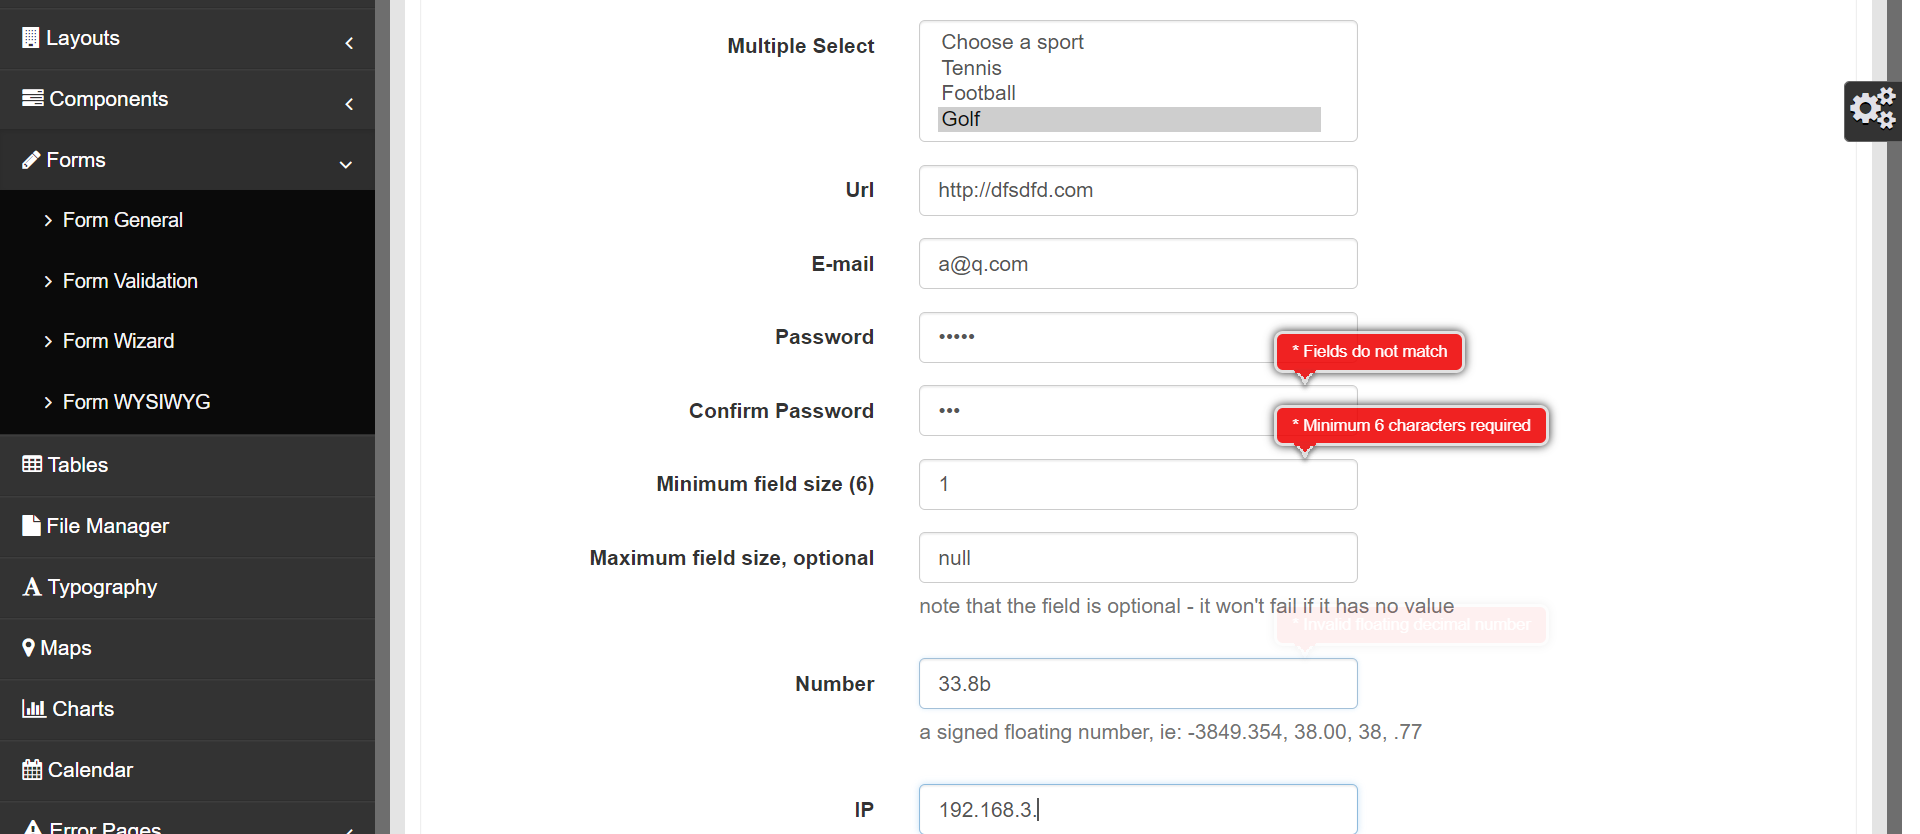 Layouts
Components
Forms
Form General
Form Validation
Form Wizard
Form WYSIWYG
Tables
File Manager
Typography
Maps
Charts
Calendar
Error Pages
Multiple Select
Choose a sport
Tennis
Football
Golf
Url
http://dfsdfd.com
E-mail
a@q.com
Password
•••••
* Fields do not match
Confirm Password
•••
* Minimum 6 characters required
Minimum field size (6)
1
Maximum field size, optional
null
note that the field is optional - it won't fail if it has no value
* Invalid floating decimal number
Number
33.8b
a signed floating number, ie: -3849.354, 38.00, 38, .77
IP
192.168.3.